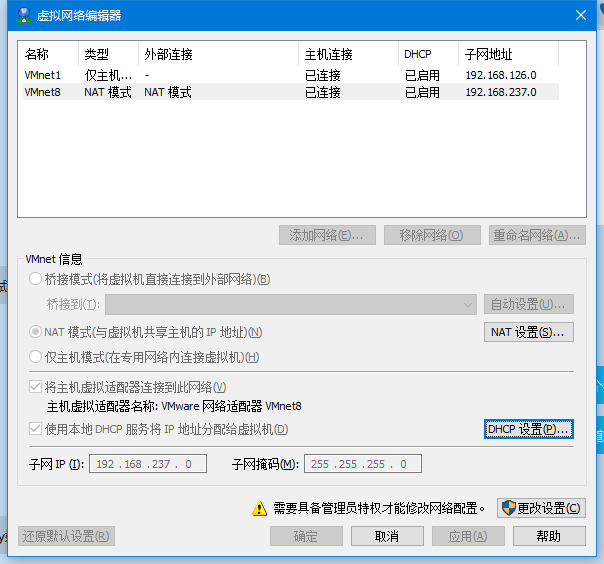 虚拟网络编辑器
名称 类型 外部连接 主机连接 DHCP 子网地址
VMnet1 仅主机... - 已连接 已启用 192.168.126.0
VMnet8 NAT 模式 NAT 模式 已连接 已启用 192.168.237.0
添加网络(E)... 移除网络(O) 重命名网络(A)...
VMnet 信息
桥接模式(将虚拟机直接连接到外部网络)(B)
桥接到(T): 自动设置(U)...
NAT 模式(与虚拟机共享主机的 IP 地址)(N) NAT 设置(S)...
仅主机模式(在专用网络内连接虚拟机)(H)
将主机虚拟适配器连接到此网络(V)
主机虚拟适配器名称: VMware 网络适配器 VMnet8
使用本地 DHCP 服务将 IP 地址分配给虚拟机(D) DHCP 设置(P)...
子网 IP (I): 192 .168 .237 . 0 子网掩码(M): 255 .255 .255 . 0
需要具备管理员特权才能修改网络配置。 更改设置(C)
还原默认设置(R) 确定 取消 应用(A) 帮助